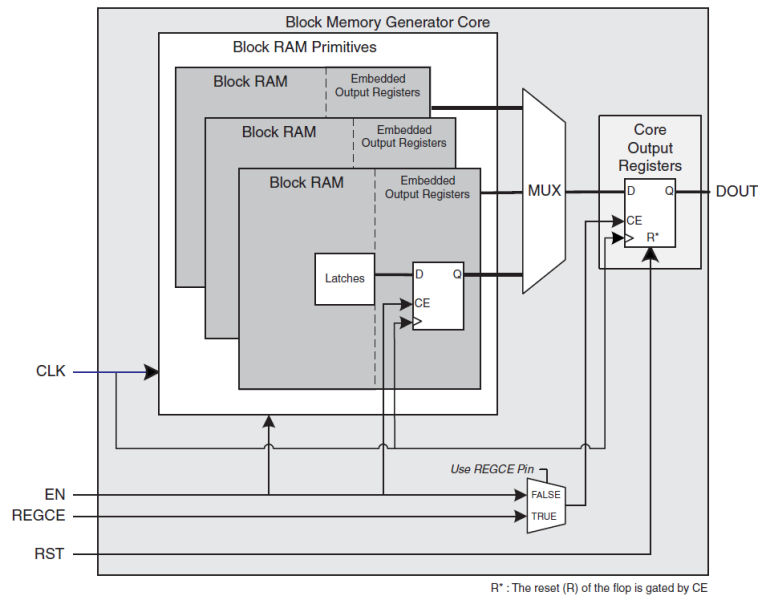 Block Memory Generator Core
Block RAM Primitives
Block RAM
Embedded
Output Registers
Block RAM
Embedded
Output Registers
Block RAM
Embedded
Output Registers
MUX
Core
Output
Registers
D
Q
CE
R*
DOUT
Latches
D
Q
CE
CLK
Use REGCE Pin
EN
FALSE
REGCE
TRUE
RST
R* : The reset (R) of the flop is gated by CE